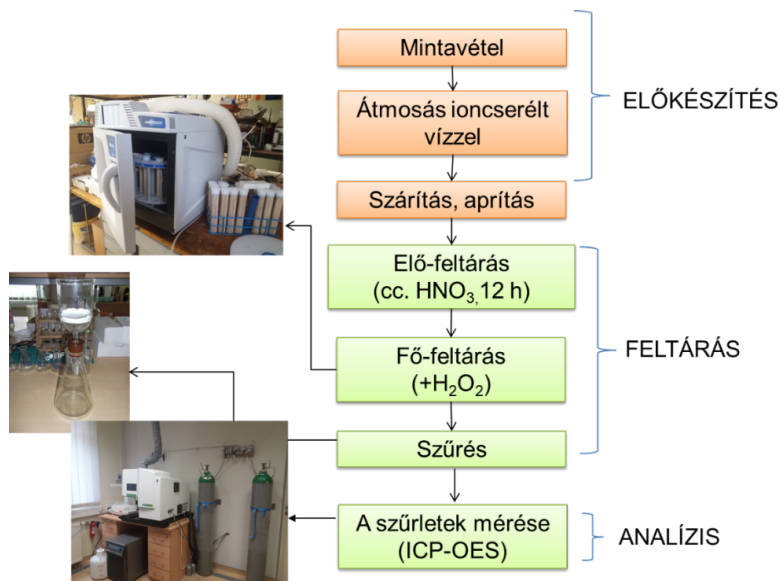 Mintavétel
Átmosás ioncserélt
vízzel
Szárítás, aprítás
ELŐKÉSZÍTÉS
Elő-feltárás
(cc. HNO₃, 12 h)
Fő-feltárás
(+H₂O₂)
Szűrés
FELTÁRÁS
A szűrletek mérése
(ICP-OES)
ANALÍZIS